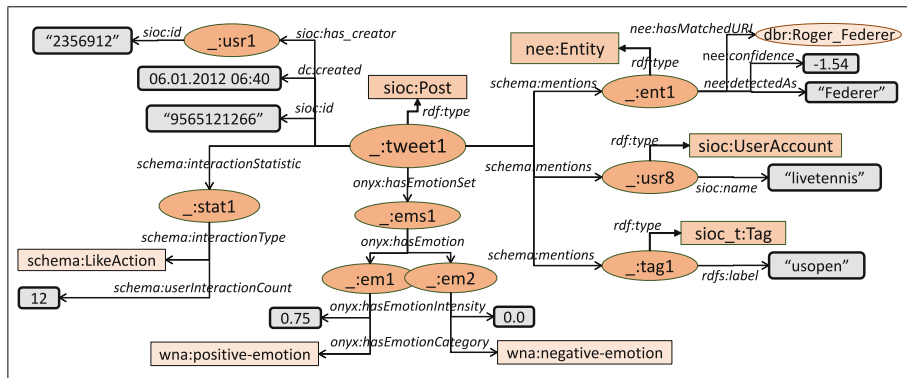 "2356912"
sioc:id
_:usr1
sioc:has_creator
06.01.2012 06:40
dc:created
"9565121266"
sioc:id
sioc:Post
rdf:type
_:tweet1
nee:Entity
rdf:type
nee:hasMatchedURI
dbr:Roger_Federer
nee:confidence
-1.54
schema:mentions
_:ent1
nee:detectedAs
"Federer"
rdf:type
sioc:UserAccount
schema:mentions
_:usr8
sioc:name
"livetennis"
rdf:type
sioc_t:Tag
schema:mentions
_:tag1
rdfs:label
"usopen"
schema:interactionStatistic
_:stat1
schema:interactionType
schema:LikeAction
schema:userInteractionCount
12
onyx:hasEmotionSet
_:ems1
onyx:hasEmotion
_:em1
_:em2
onyx:hasEmotionIntensity
0.75
0.0
onyx:hasEmotionCategory
wna:positive-emotion
wna:negative-emotion